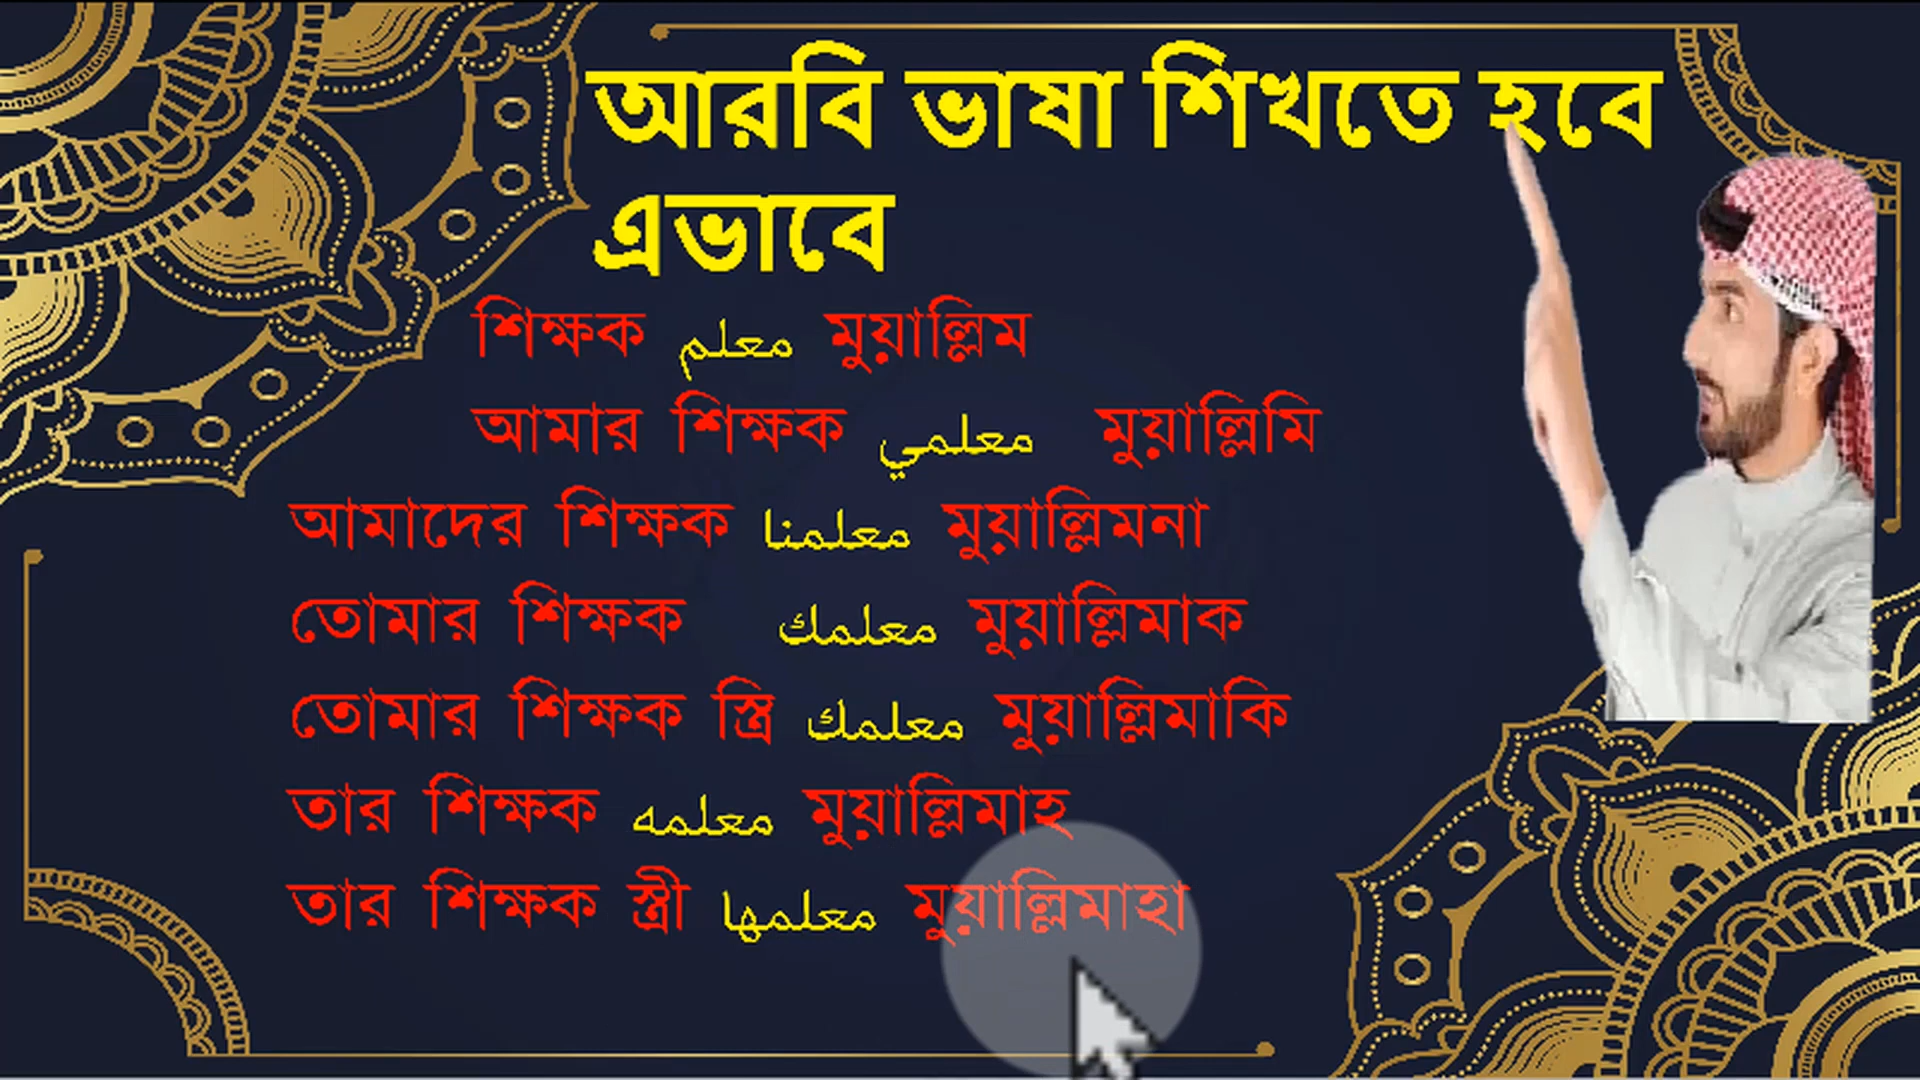 আরবি ভাষা শিখতে হবে
এভাবে
শিক্ষক معلم মুয়াল্লিম
আমার শিক্ষক معلمي মুয়াল্লিমি
আমাদের শিক্ষক معلمنا মুয়াল্লিমনা
তোমার শিক্ষক معلمك মুয়াল্লিমাক
তোমার শিক্ষক স্ত্রি معلمك মুয়াল্লিমাকি
তার শিক্ষক معلمه মুয়াল্লিমাহ
তার শিক্ষক স্ত্রী معلمها মুয়াল্লিমাহা